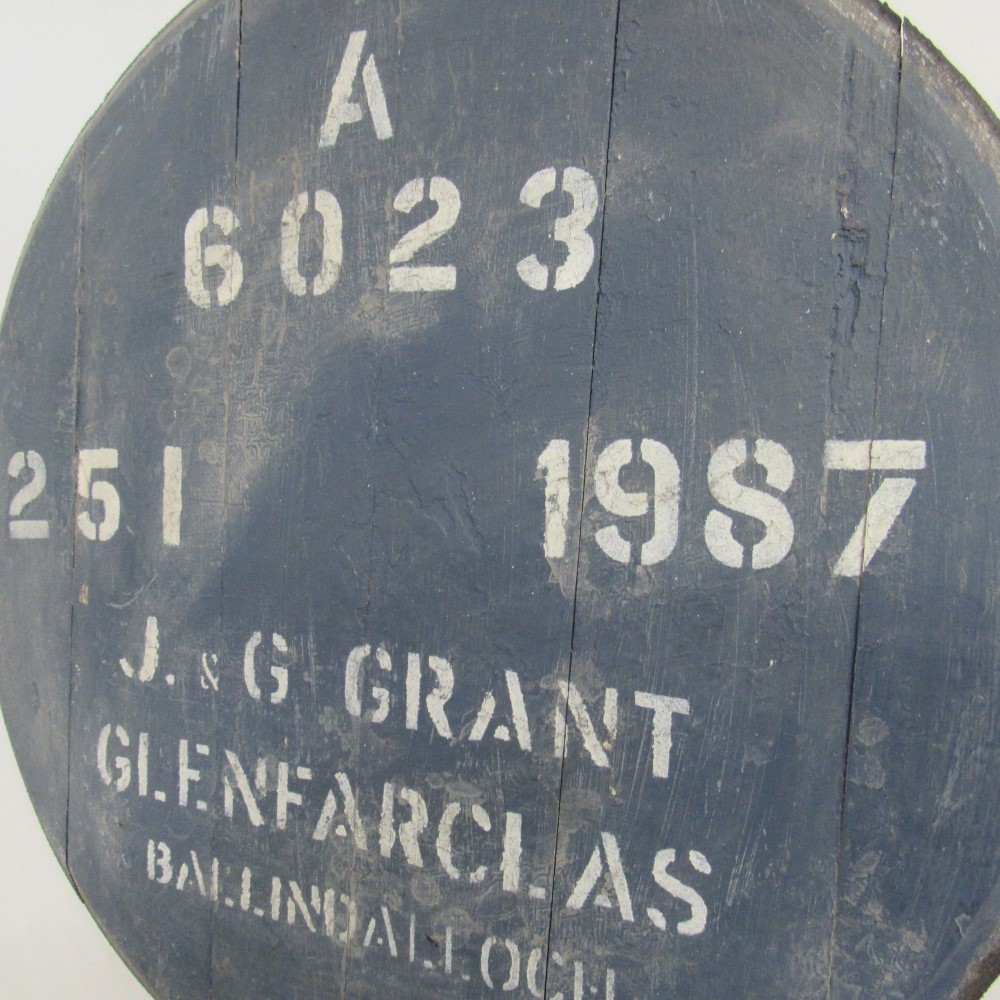 A
6023
251 1987
J. & G GRANT
GLENFARCLAS
BALLINDALLOCH